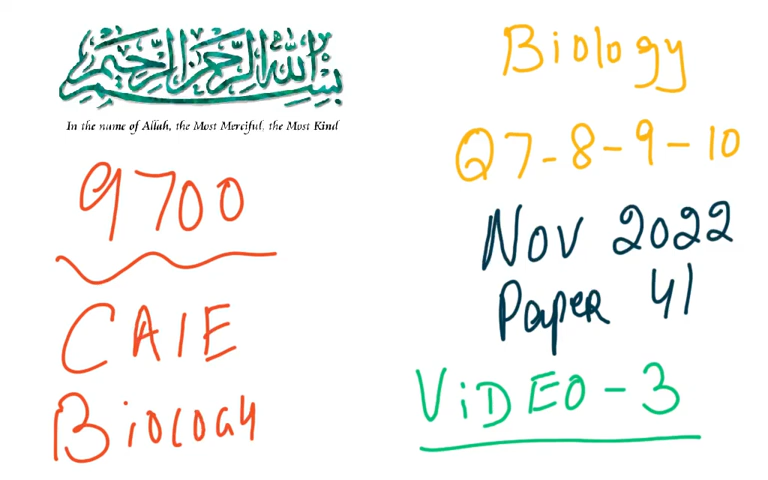 بسم الله الرحمن الرحيم
In the name of Allah, the Most Merciful, the Most Kind
9700
CAIE
Biology
Biology
Q7-8-9-10
Nov 2022
Paper 41
ViDEO-3